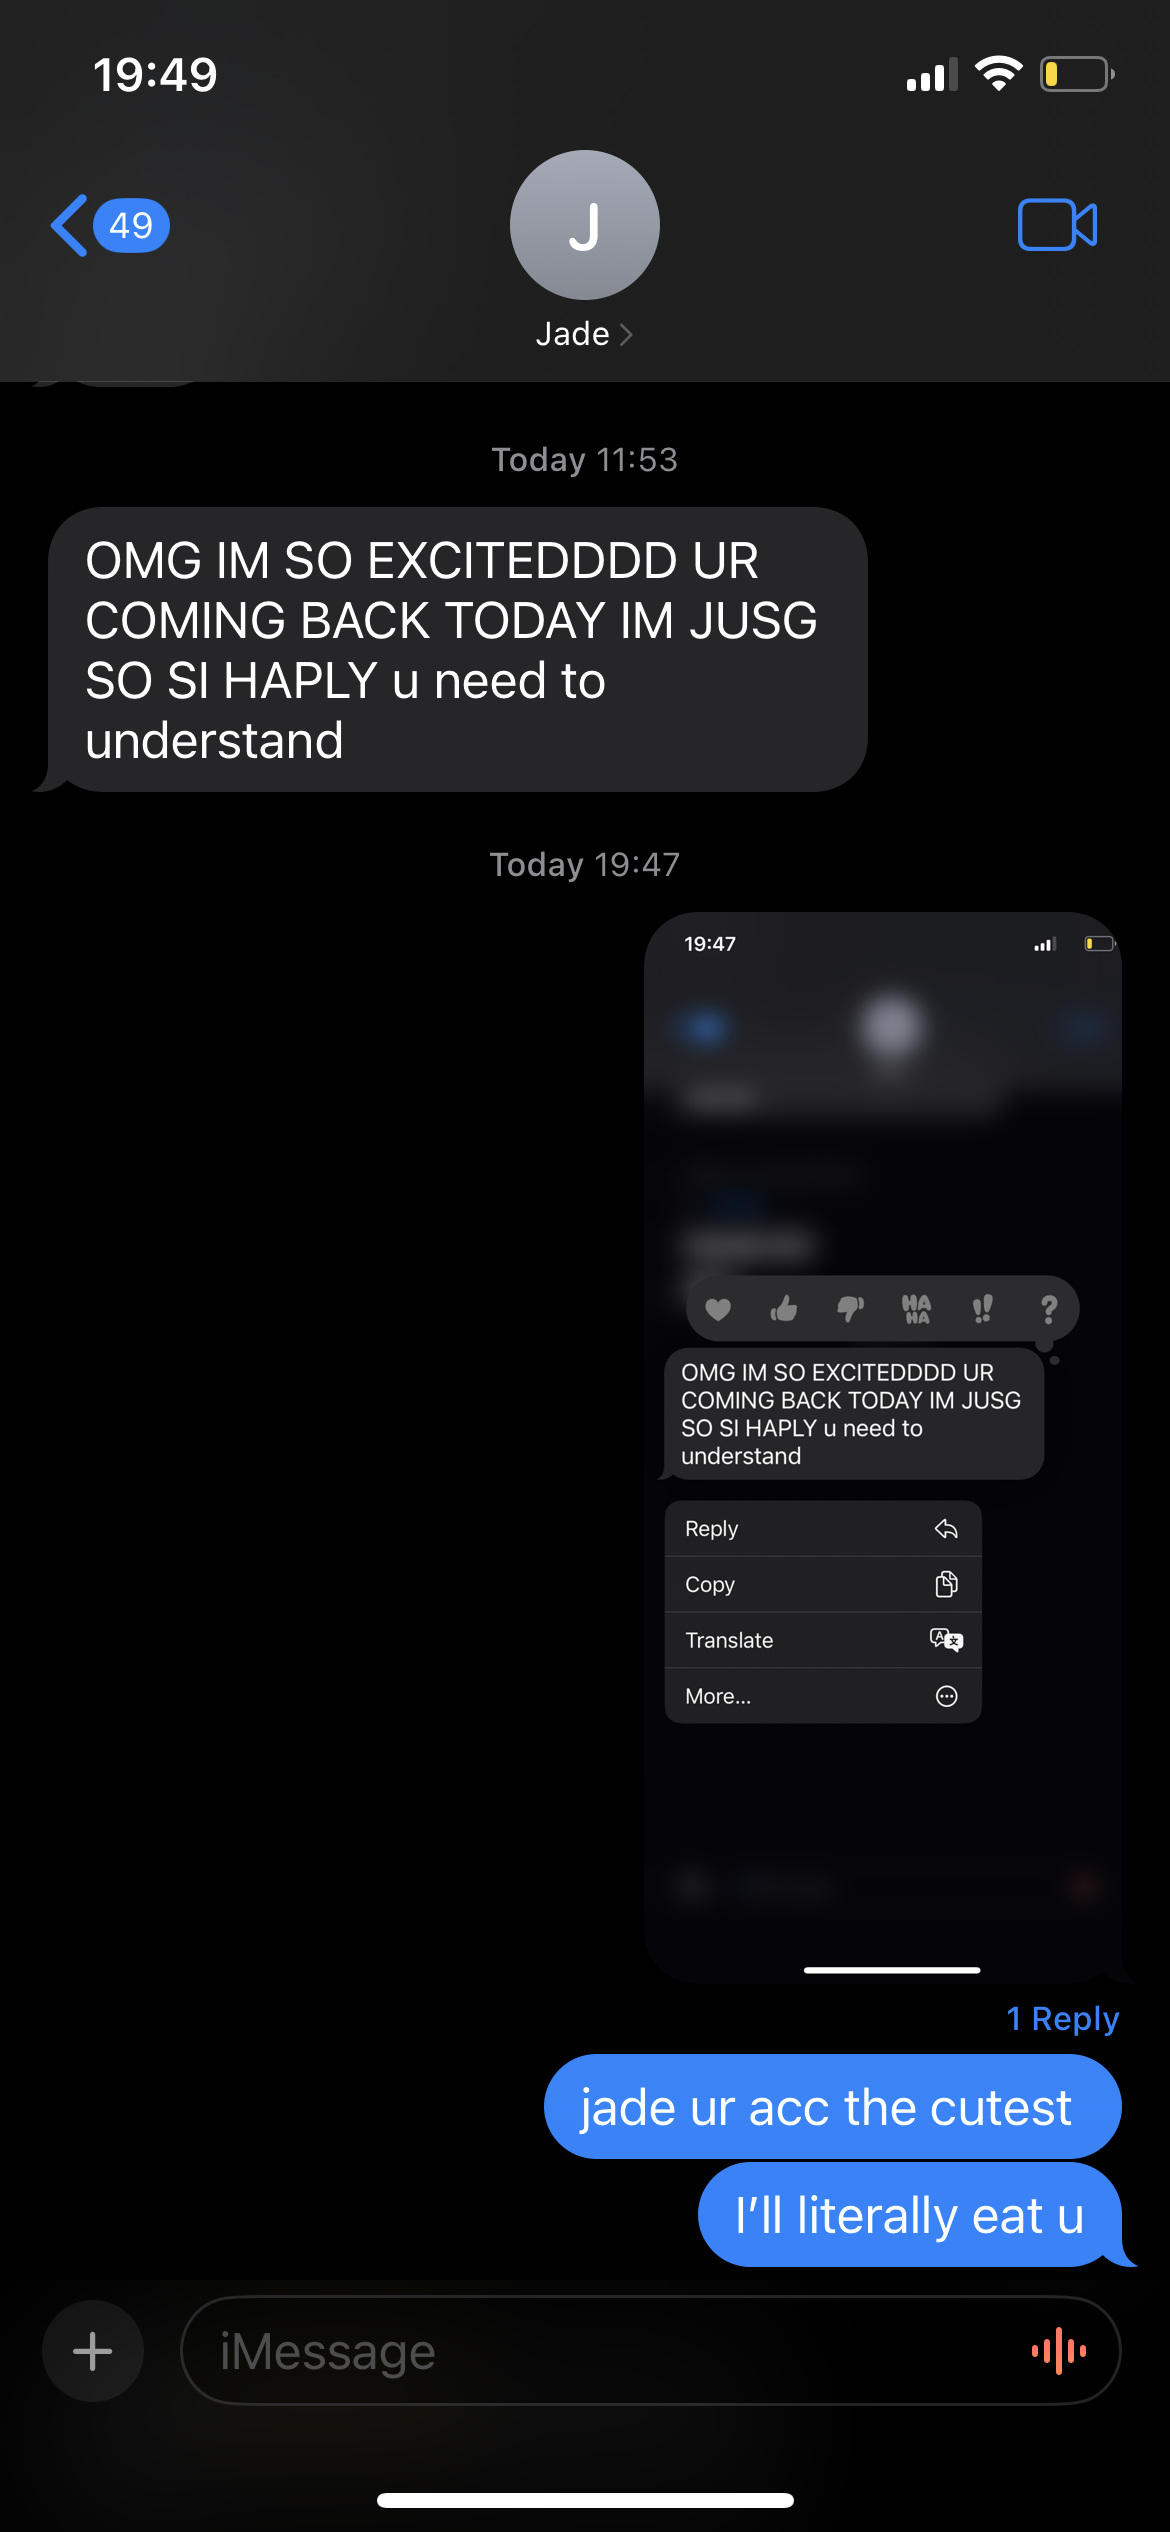 19:49
49
J
Jade
Today 11:53
OMG IM SO EXCITEDDDD UR
COMING BACK TODAY IM JUSG
SO SI HAPLY u need to
understand
Today 19:47
19:47
HA
HA
!!
?
OMG IM SO EXCITEDDDD UR
COMING BACK TODAY IM JUSG
SO SI HAPLY u need to
understand
Reply
Copy
Translate
A 文
More...
1 Reply
jade ur acc the cutest
I’ll literally eat u
iMessage